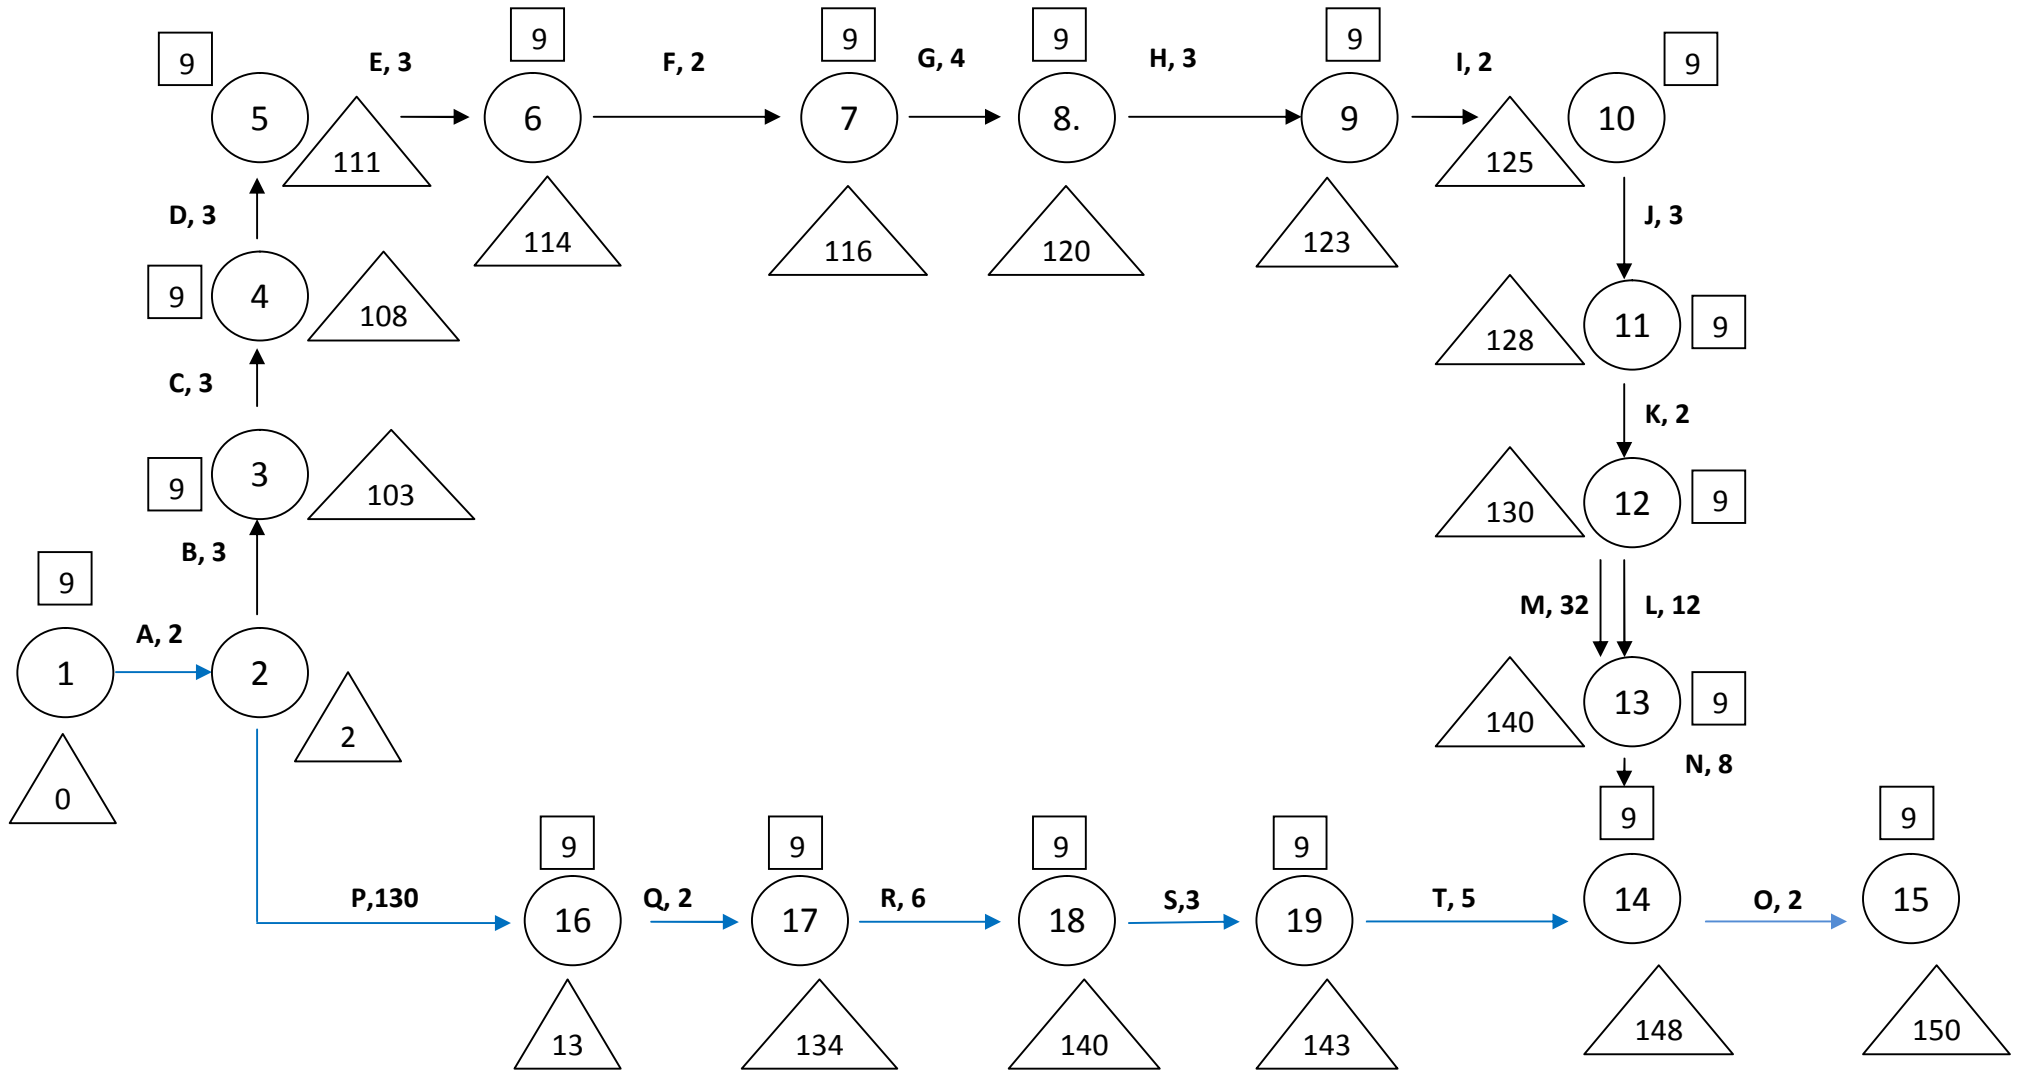 9
9
9
9
9
9
E, 3
F, 2
G, 4
H, 3
I, 2
5
6
7
8.
9
10
111
125
D, 3
J, 3
114
116
120
123
9
4
108
128
11
9
C, 3
K, 2
9
3
103
130
12
9
B, 3
9
M, 32
L, 12
A, 2
1
2
140
13
9
2
N, 8
0
9
9
9
9
9
9
P,130
Q, 2
R, 6
S,3
T, 5
O, 2
16
17
18
19
14
15
13
134
140
143
148
150